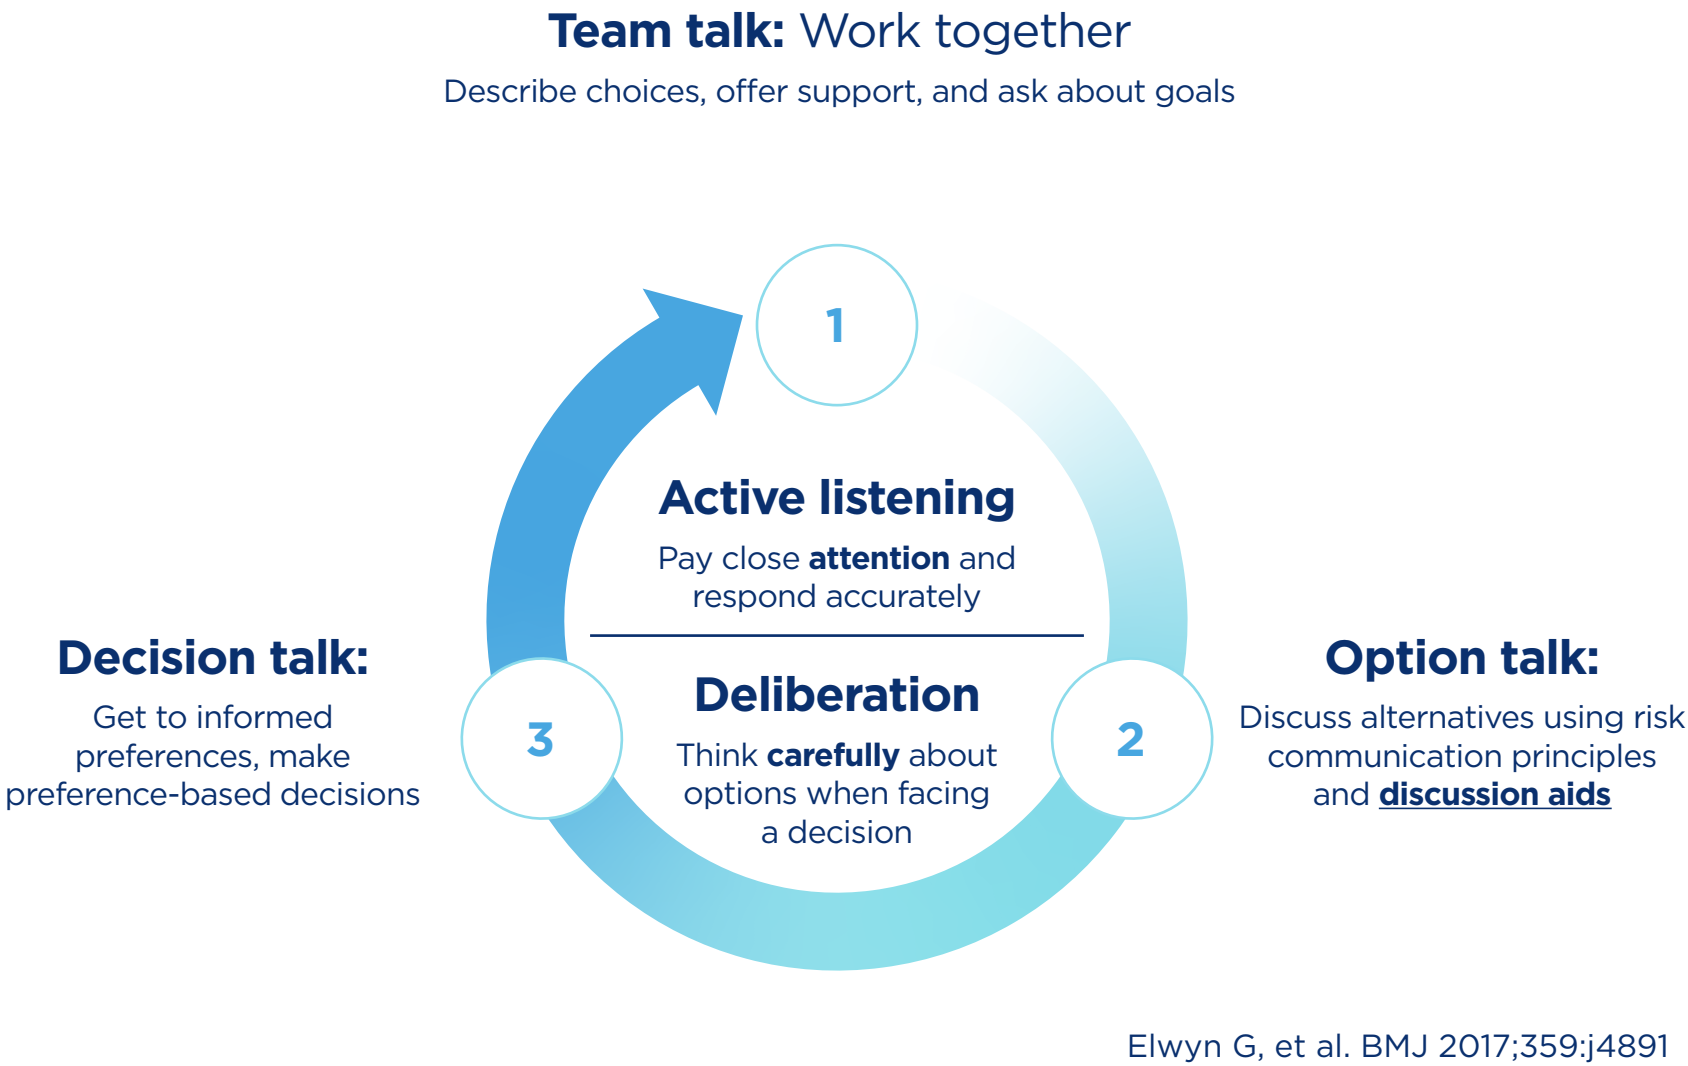 Team talk: Work together
Describe choices, offer support, and ask about goals
1
Active listening
Pay close attention and
respond accurately
Deliberation
Think carefully about
options when facing
a decision
2
Option talk:
Discuss alternatives using risk
communication principles
and discussion aids
3
Decision talk:
Get to informed
preferences, make
preference-based decisions
Elwyn G, et al. BMJ 2017;359:j4891